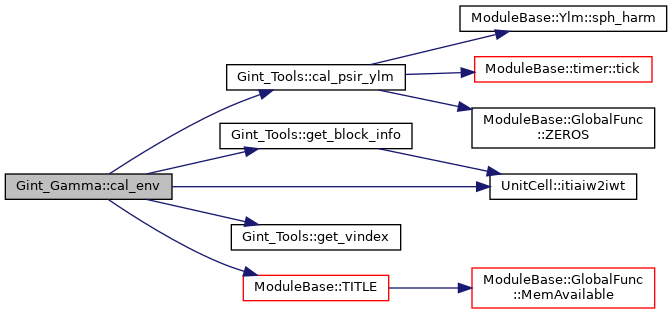 ModuleBase::Ylm::sph_harm
Gint_Tools::cal_psir_ylm
ModuleBase::timer::tick
ModuleBase::GlobalFunc
::ZEROS
Gint_Tools::get_block_info
Gint_Gamma::cal_env
UnitCell::itiaiw2iwt
Gint_Tools::get_vindex
ModuleBase::TITLE
ModuleBase::GlobalFunc
::MemAvailable